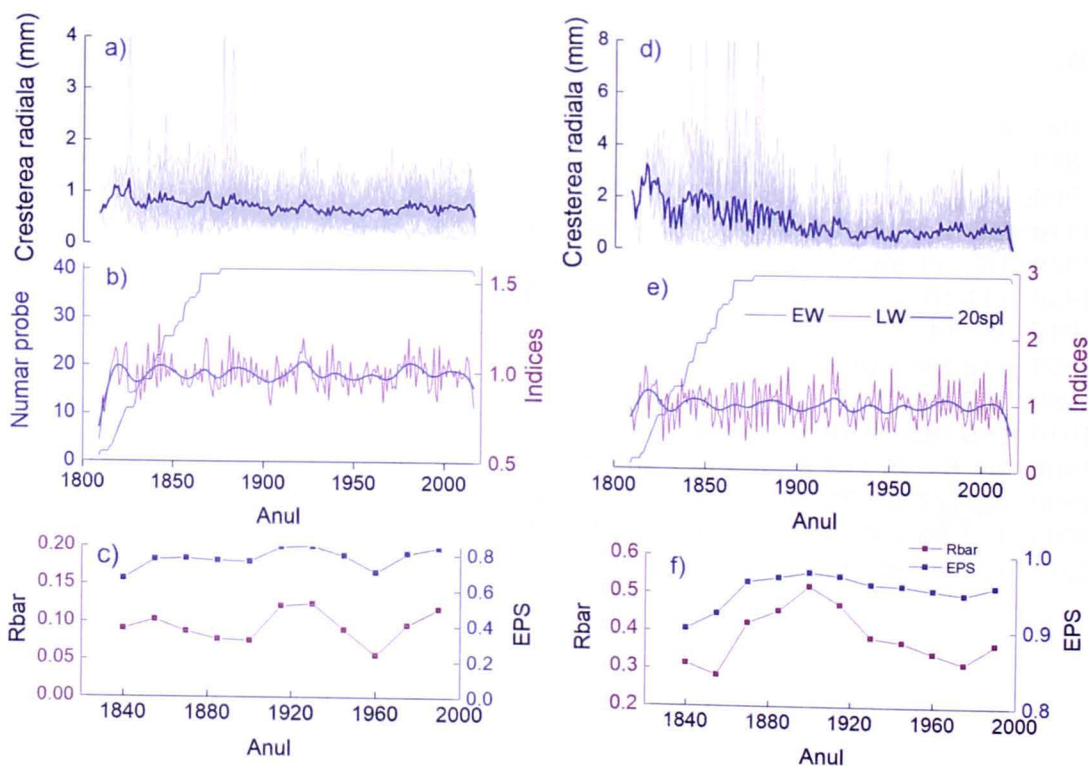 a)
Cresterea radiala (mm)
4
3
2
1
0
b)
Numar probe
40
30
20
10
0
1.5
1.0
0.5
Indices
1800 1850 1900 1950 2000
Anul
c)
Rbar
0.20
0.15
0.10
0.05
0.00
0.8
0.6
0.4
0.2
0.0
EPS
1840 1880 1920 1960 2000
Anul
d)
Cresterea radiala (mm)
8
6
4
2
0
e)
EW LW 20spl
3
2
1
0
Indices
1800 1850 1900 1950 2000
Anul
f)
Rbar
EPS
Rbar
0.6
0.5
0.4
0.3
0.2
1.0
0.9
0.8
EPS
1840 1880 1920 1960 2000
Anul